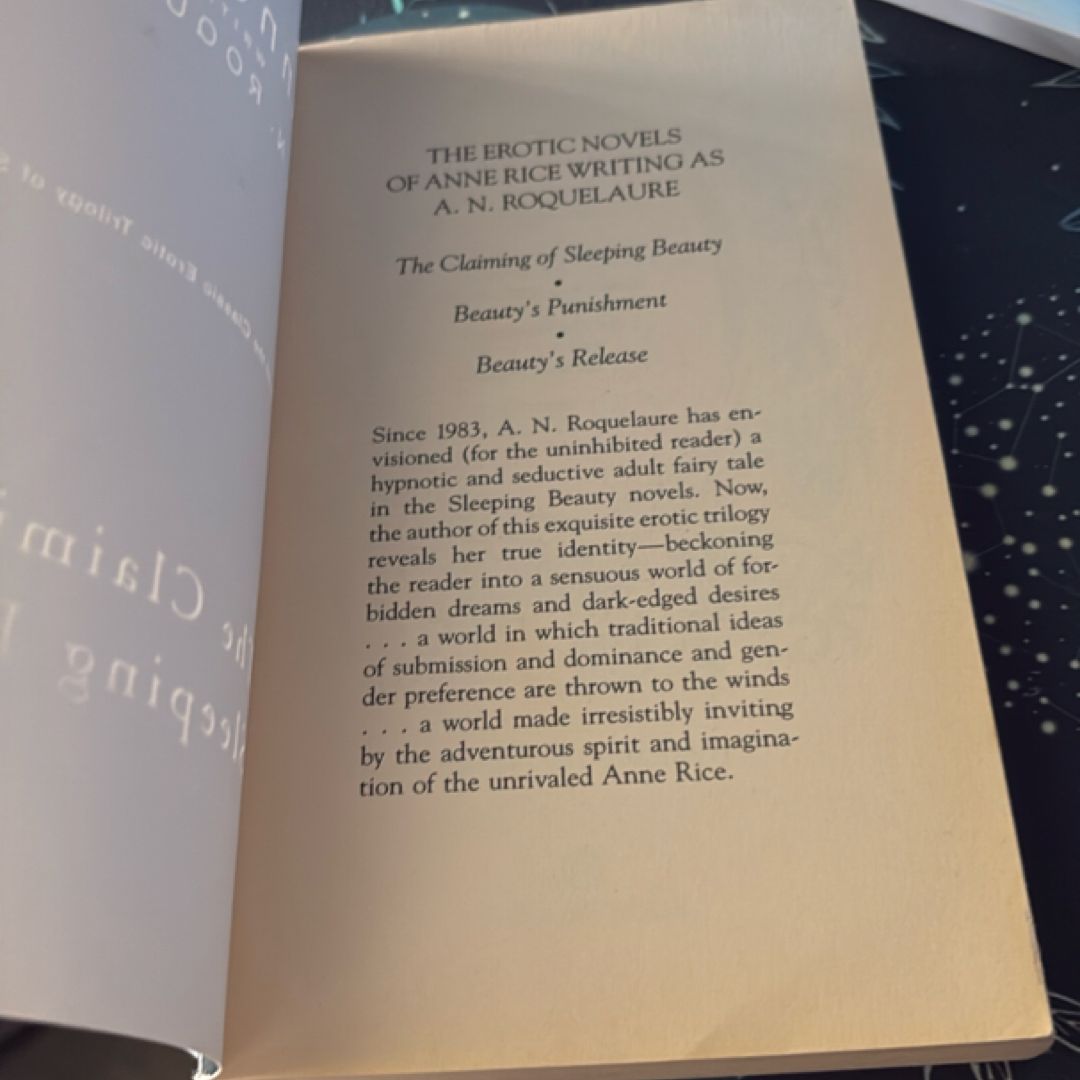 THE EROTIC NOVELS
OF ANNE RICE WRITING AS
A. N. ROQUELAURE
The Claiming of Sleeping Beauty
•
Beauty's Punishment
•
Beauty's Release
Since 1983, A. N. Roquelaure has en-
visioned (for the uninhibited reader) a
hypnotic and seductive adult fairy tale
in the Sleeping Beauty novels. Now,
the author of this exquisite erotic trilogy
reveals her true identity—beckoning
the reader into a sensuous world of for-
bidden dreams and dark-edged desires
. . . a world in which traditional ideas
of submission and dominance and gen-
der preference are thrown to the winds
. . . a world made irresistibly inviting
by the adventurous spirit and imagina-
tion of the unrivaled Anne Rice.